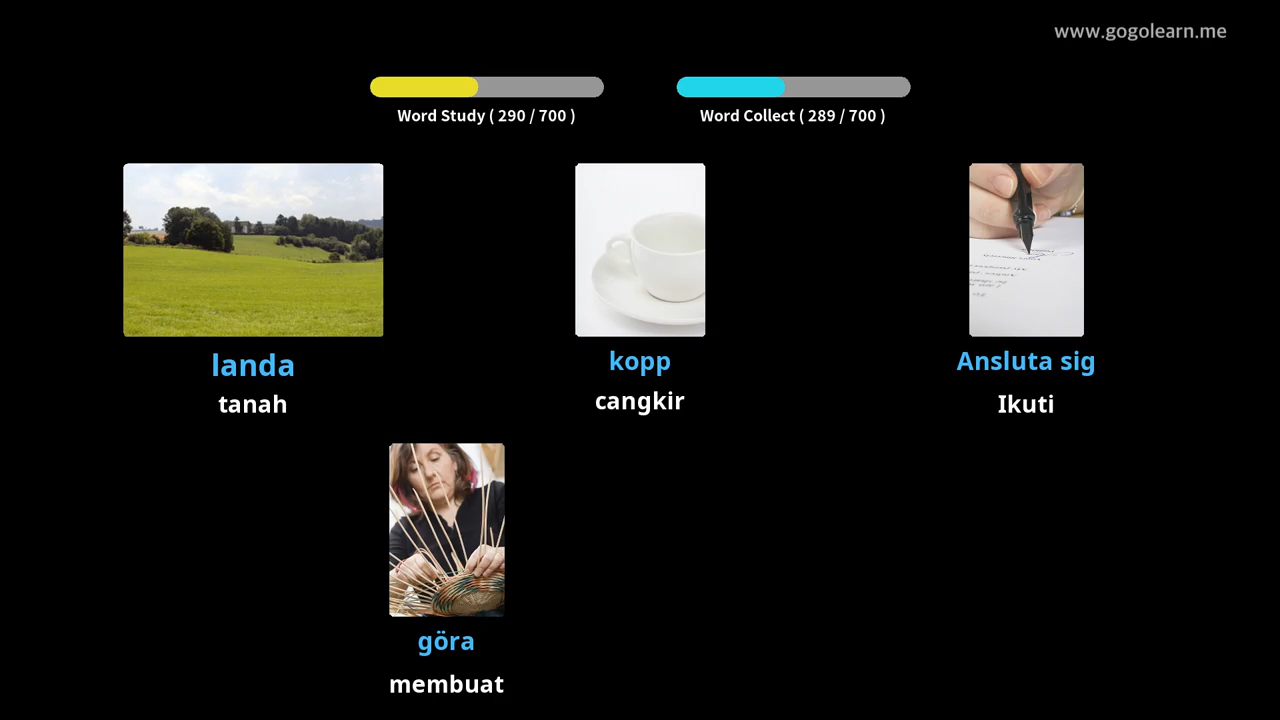 www.gogolearn.me
Word Study ( 290 / 700 )
Word Collect ( 289 / 700 )
landa
kopp
Ansluta sig
tanah
cangkir
Ikuti
göra
membuat